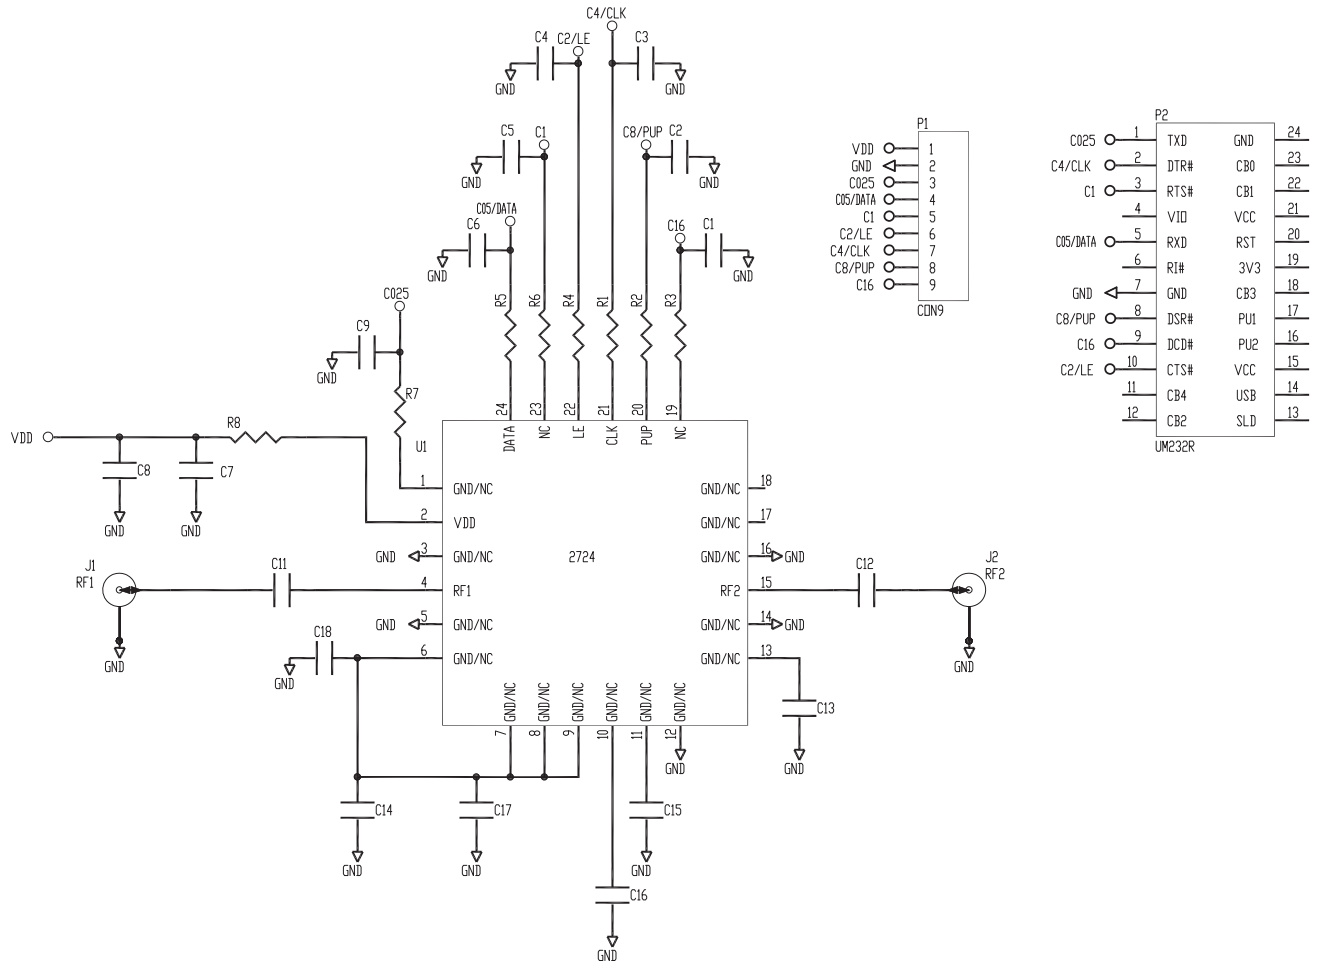 C4/CLK
C4
C2/LE
C3
GND
GND
C5
C1
C8/PUP
C2
GND
GND
C6
C05/DATA
C16
C1
GND
GND
C025
C9
GND
R5
R6
R4
R1
R2
R3
R7
VDD
R8
C8
C7
GND
GND
U1
24
23
22
21
20
19
DATA
NC
LE
CLK
PUP
NC
1
GND/NC
2
VDD
GND
3
GND/NC
4
RF1
GND
5
GND/NC
6
GND/NC
2724
GND/NC
18
GND/NC
17
GND/NC
16
GND
RF2
15
GND/NC
14
GND
GND/NC
13
GND/NC
GND/NC
GND/NC
GND/NC
GND/NC
GND/NC
7
8
9
10
11
12
J1
RF1
C11
GND
C18
GND
C12
J2
RF2
GND
C13
GND
GND
C14
C17
C15
GND
GND
GND
C16
GND
P1
VDD
1
GND
2
C025
3
C05/DATA
4
C1
5
C2/LE
6
C4/CLK
7
C8/PUP
8
C16
9
CON9
P2
C025
1
TXD
GND
24
C4/CLK
2
DTR#
CB0
23
C1
3
RTS#
CB1
22
4
VIO
VCC
21
C05/DATA
5
RXD
RST
20
6
RI#
3V3
19
GND
7
GND
CB3
18
C8/PUP
8
DSR#
PU1
17
C16
9
DCD#
PU2
16
C2/LE
10
CTS#
VCC
15
11
CB4
USB
14
12
CB2
SLD
13
UM232R